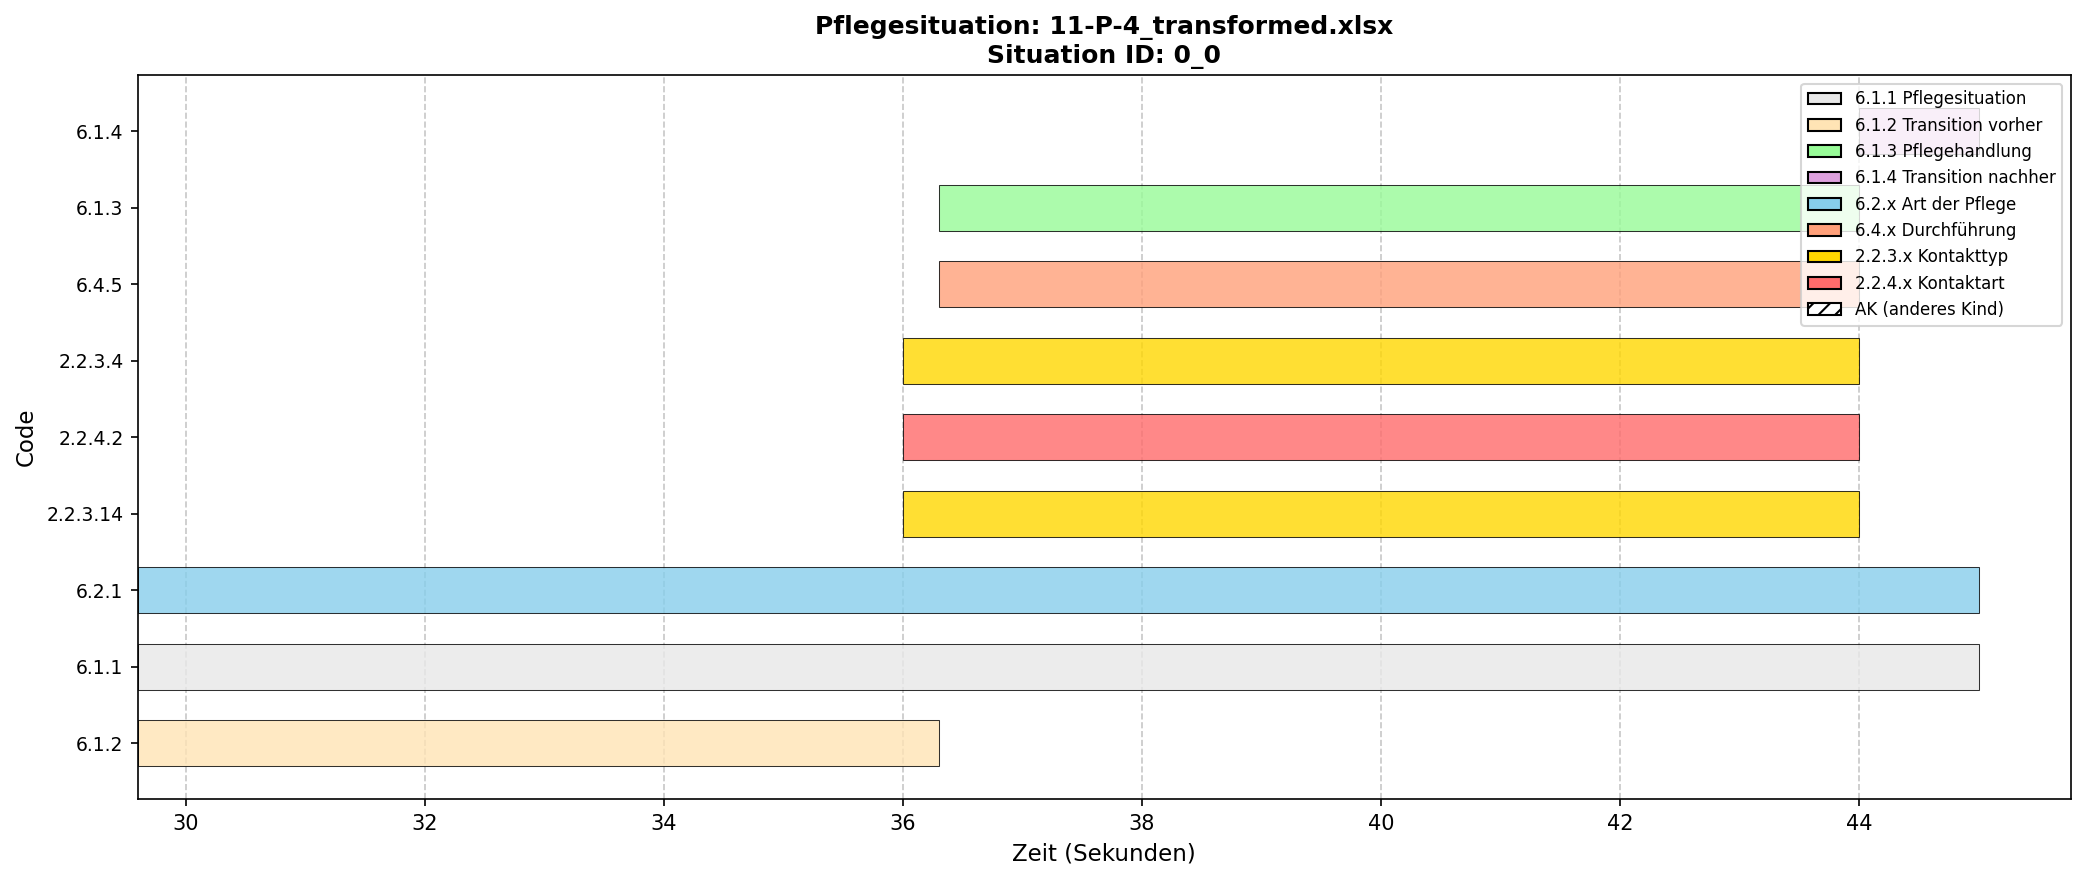 Pflegesituation: 11-P-4_transformed.xlsx
Situation ID: 0_0
6.1.1 Pflegesituation
6.1.2 Transition vorher
6.1.3 Pflegehandlung
6.1.4 Transition nachher
6.2.x Art der Pflege
6.4.x Durchführung
2.2.3.x Kontakttyp
2.2.4.x Kontaktart
AK (anderes Kind)
Code
6.1.4
6.1.3
6.4.5
2.2.3.4
2.2.4.2
2.2.3.14
6.2.1
6.1.1
6.1.2
30 32 34 36 38 40 42 44
Zeit (Sekunden)